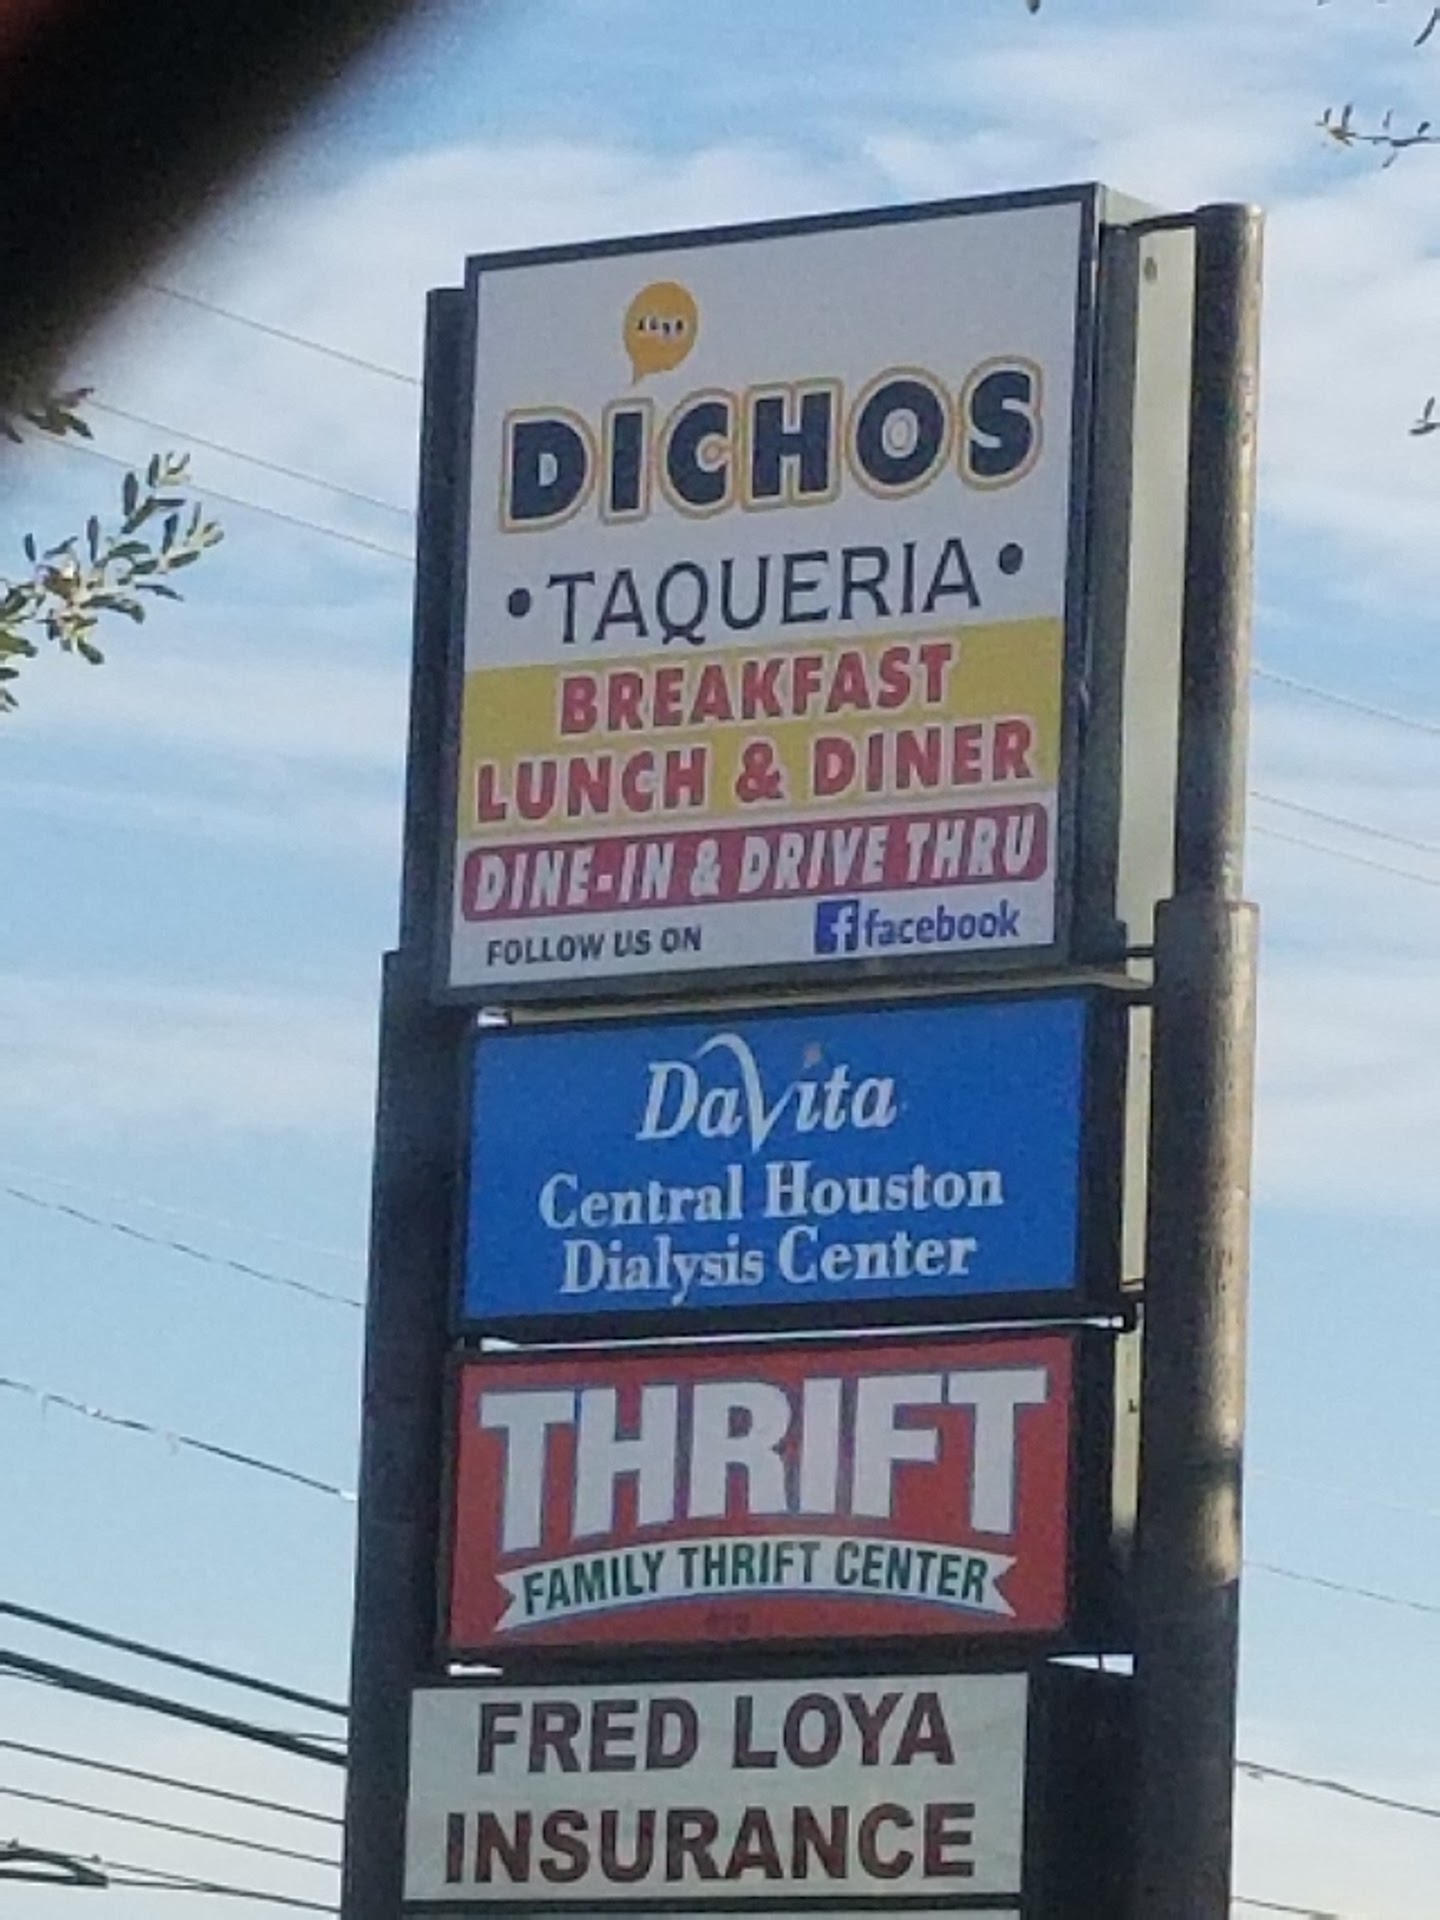 DICHOS
•TAQUERIA•
BREAKFAST
LUNCH & DINER
DINE-IN & DRIVE THRU
FOLLOW US ON facebook
DaVita
Central Houston
Dialysis Center
THRIFT
FAMILY THRIFT CENTER
FRED LOYA
INSURANCE